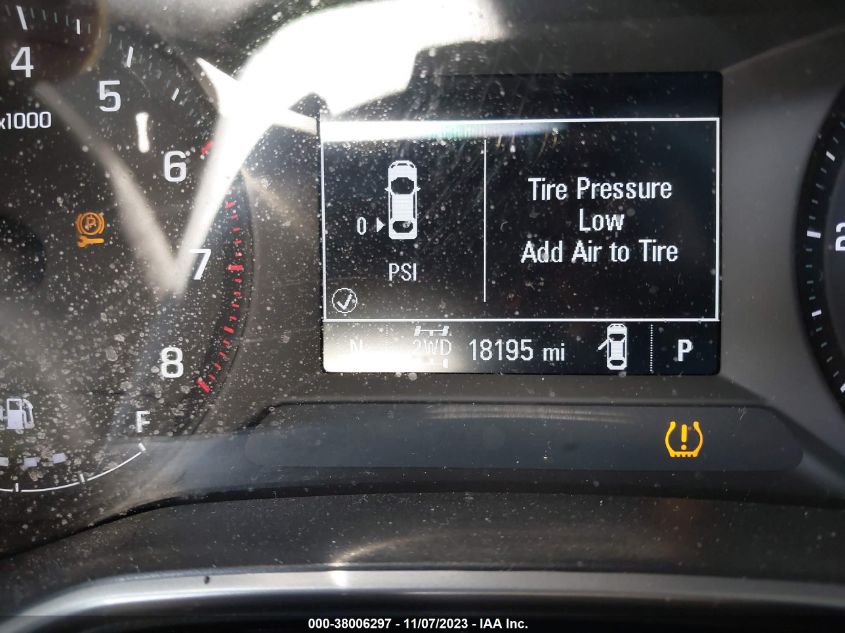 4
5
x1000
6
7
8
F
P
0
PSI
Tire Pressure
Low
Add Air to Tire
N 2WD 18195 mi P
2
000-38006297 - 11/07/2023 - IAA Inc.